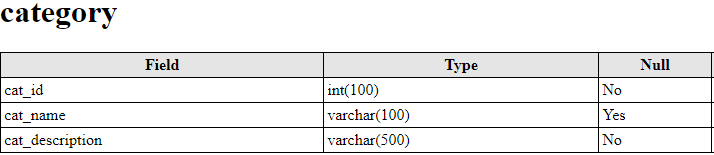 category
Field Type Null
cat_id int(100) No
cat_name varchar(100) Yes
cat_description varchar(500) No